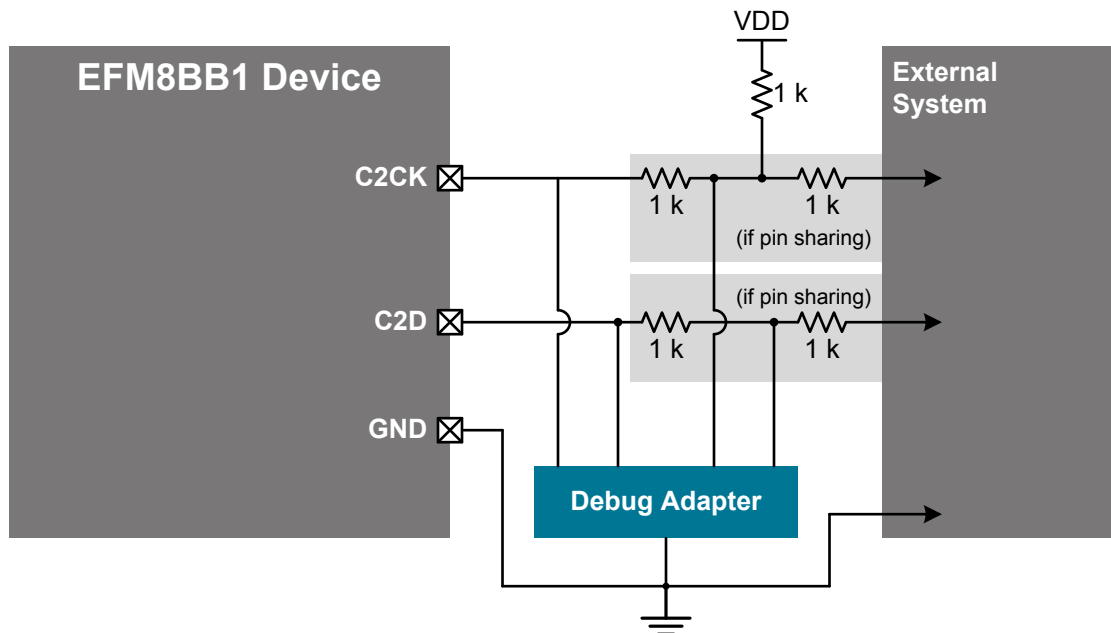 VDD
EFM8BB1 Device
External
System
1 k
C2CK
1 k
1 k
(if pin sharing)
(if pin sharing)
C2D
1 k
1 k
GND
Debug Adapter